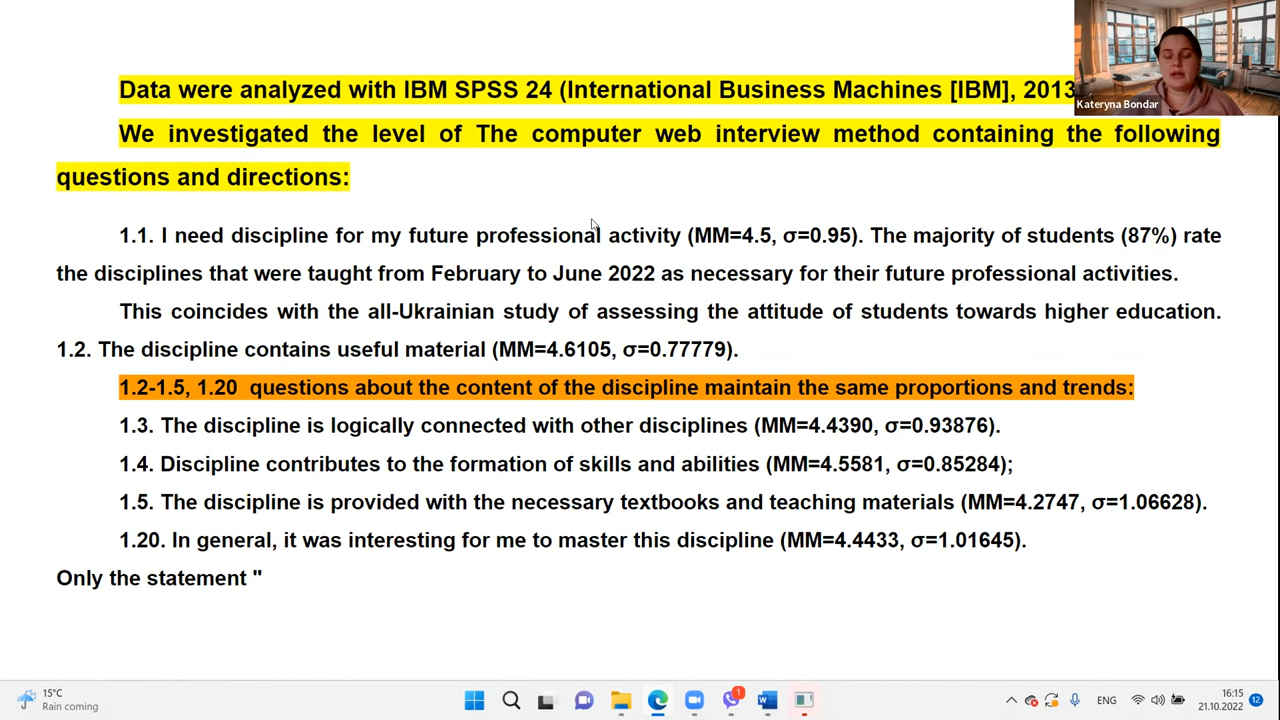 Data were analyzed with IBM SPSS 24 (International Business Machines [IBM], 2013
Kateryna Bondar
We investigated the level of The computer web interview method containing the following
questions and directions:
1.1. I need discipline for my future professional activity (MM=4.5, σ=0.95). The majority of students (87%) rate
the disciplines that were taught from February to June 2022 as necessary for their future professional activities.
This coincides with the all-Ukrainian study of assessing the attitude of students towards higher education.
1.2. The discipline contains useful material (MM=4.6105, σ=0.77779).
1.2-1.5, 1.20 questions about the content of the discipline maintain the same proportions and trends:
1.3. The discipline is logically connected with other disciplines (MM=4.4390, σ=0.93876).
1.4. Discipline contributes to the formation of skills and abilities (MM=4.5581, σ=0.85284);
1.5. The discipline is provided with the necessary textbooks and teaching materials (MM=4.2747, σ=1.06628).
1.20. In general, it was interesting for me to master this discipline (MM=4.4433, σ=1.01645).
Only the statement "
15°C
Rain coming
1
ENG
16:15
21.10.2022
12